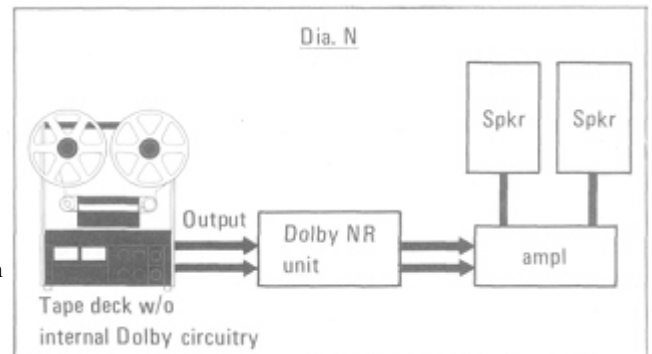 Dia. N
Spkr
Spkr
Output
Dolby NR
unit
ampl
Tape deck w/o
internal Dolby circuitry